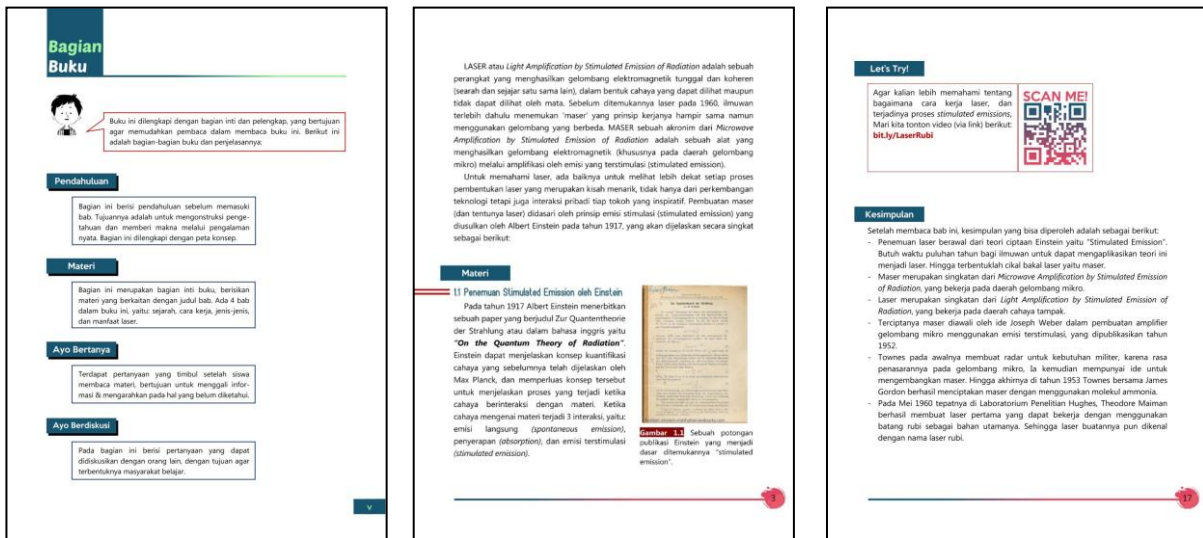 Bagian
Buku
Buku ini dilengkapi dengan bagian inti dan pelengkap, yang bertujuan
agar memudahkan pembaca dalam membaca buku ini. Berikut ini
adalah bagian-bagian buku dan penjelasannya:
Pendahuluan
Bagian ini berisi pendahuluan sebelum memasuki
bab. Tujuannya adalah untuk mengonstruksi penge-
tahuan dan memberi makna melalui pengalaman
nyata. Bagian ini dilengkapi dengan peta konsep.
Materi
Bagian ini merupakan bagian inti buku, berisikan
materi yang berkaitan dengan judul bab. Ada 4 bab
dalam buku ini, yaitu: sejarah, cara kerja, jenis-jenis,
dan manfaat laser.
Ayo Bertanya
Terdapat pertanyaan yang timbul setelah siswa
membaca materi, bertujuan untuk menggali infor-
masi & mengarahkan pada hal yang belum diketahui.
Ayo Berdiskusi
Pada bagian ini berisi pertanyaan yang dapat
didiskusikan dengan orang lain, dengan tujuan agar
terbentuknya masyarakat belajar.
v
LASER atau Light Amplification by Stimulated Emission of Radiation adalah sebuah
perangkat yang menghasilkan gelombang elektromagnetik tunggal dan koheren
(searah dan sejajar satu sama lain), dalam bentuk cahaya yang dapat dilihat maupun
tidak dapat dilihat oleh mata. Sebelum ditemukannya laser pada 1960, ilmuwan
terlebih dahulu menemukan 'maser' yang prinsip kerjanya hampir sama namun
menggunakan gelombang yang berbeda. MASER sebuah akronim dari Microwave
Amplification by Stimulated Emission of Radiation adalah sebuah alat yang
menghasilkan gelombang elektromagnetik (khususnya pada daerah gelombang
mikro) melalui amplifikasi oleh emisi yang terstimulasi (stimulated emission).
Untuk memahami laser, ada baiknya untuk melihat lebih dekat setiap proses
pembentukan laser yang merupakan kisah menarik, tidak hanya dari perkembangan
teknologi tetapi juga interaksi pribadi tiap tokoh yang inspiratif. Pembuatan maser
(dan tentunya laser) didasari oleh prinsip emisi stimulasi (stimulated emission) yang
diusulkan oleh Albert Einstein pada tahun 1917, yang akan dijelaskan secara singkat
sebagai berikut:
Materi
1.1 Penemuan Stimulated Emission oleh Einstein
Pada tahun 1917 Albert Einstein menerbitkan
sebuah paper yang berjudul Zur Quantentheorie
der Strahlung atau dalam bahasa inggris yaitu
"On the Quantum Theory of Radiation".
Einstein dapat menjelaskan konsep kuantifikasi
cahaya yang sebelumnya telah dijelaskan oleh
Max Planck, dan memperluas konsep tersebut
untuk menjelaskan proses yang terjadi ketika
cahaya berinteraksi dengan materi. Ketika
cahaya mengenai materi terjadi 3 interaksi, yaitu:
emisi langsung (spontaneous emission),
penyerapan (absorption), dan emisi terstimulasi
(stimulated emission).
Gambar 1.1 Sebuah potongan
publikasi Einstein yang menjadi
dasar ditemukannya "stimulated
emission".
3
Let's Try!
Agar kalian lebih memahami tentang
bagaimana cara kerja laser, dan
terjadinya proses stimulated emissions,
Mari kita tonton video (via link) berikut:
bit.ly/LaserRubi
SCAN ME!
Kesimpulan
Setelah membaca bab ini, kesimpulan yang bisa diperoleh adalah sebagai berikut:
- Penemuan laser berawal dari teori ciptaan Einstein yaitu "Stimulated Emission".
Butuh waktu puluhan tahun bagi ilmuwan untuk dapat mengaplikasikan teori ini
menjadi laser. Hingga terbentuklah cikal bakal laser yaitu maser.
- Maser merupakan singkatan dari Microwave Amplification by Stimulated Emission
of Radiation, yang bekerja pada daerah gelombang mikro.
- Laser merupakan singkatan dari Light Amplification by Stimulated Emission of
Radiation, yang bekerja pada daerah cahaya tampak.
- Terciptanya maser diawali oleh ide Joseph Weber dalam pembuatan amplifier
gelombang mikro menggunakan emisi terstimulasi, yang dipublikasikan tahun
1952.
- Townes pada awalnya membuat radar untuk kebutuhan militer, karena rasa
penasarannya pada gelombang mikro, Ia kemudian mempunyai ide untuk
mengembangkan maser. Hingga akhirnya di tahun 1953 Townes bersama James
Gordon berhasil menciptakan maser dengan menggunakan molekul ammonia.
- Pada Mei 1960 tepatnya di Laboratorium Penelitian Hughes, Theodore Maiman
berhasil membuat laser pertama yang dapat bekerja dengan menggunakan
batang rubi sebagai bahan utamanya. Sehingga laser buatannya pun dikenal
dengan nama laser rubi.
17